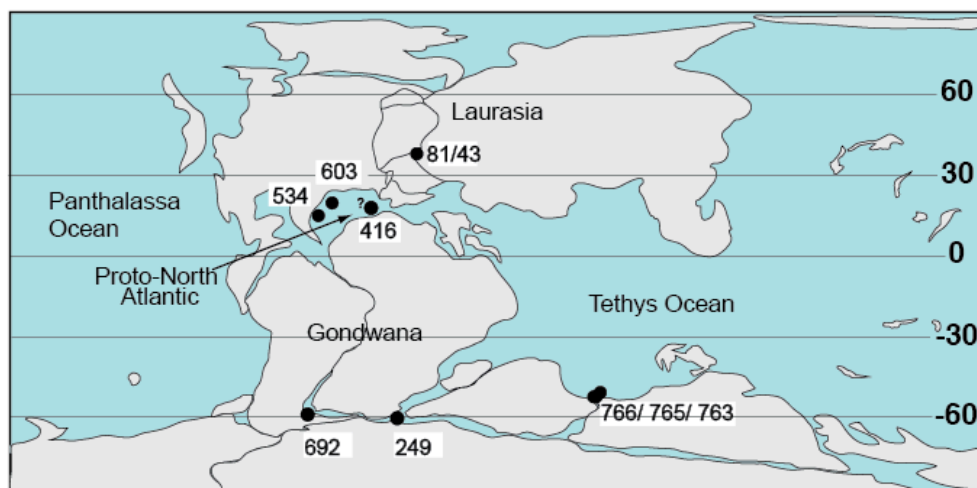 60
Laurasia
81/43
603
30
534
Panthalassa
Ocean
?
416
0
Proto-North
Atlantic
Tethys Ocean
Gondwana
-30
766/ 765/ 763
-60
692
249